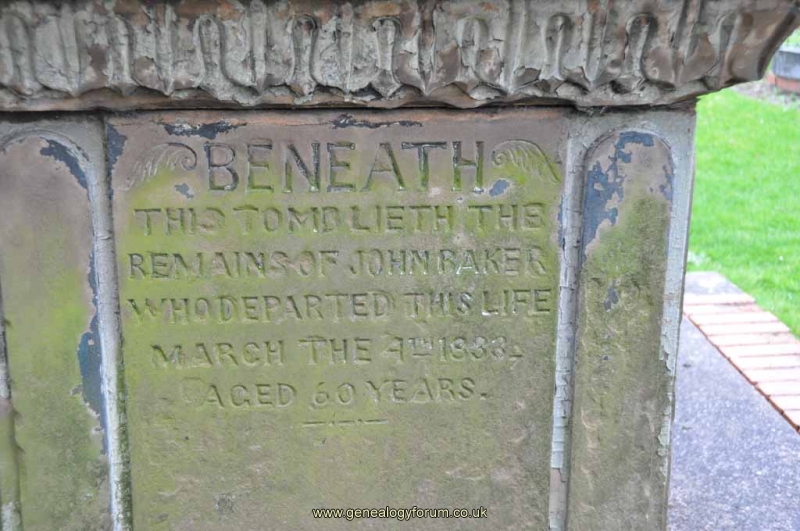 BENEATH
THIS TOMB LIETH THE
REMAINS OF JOHN BAKER
WHO DEPARTED THIS LIFE
MARCH THE 4TH 1833,
AGED 60 YEARS.
www.genealogyforum.co.uk